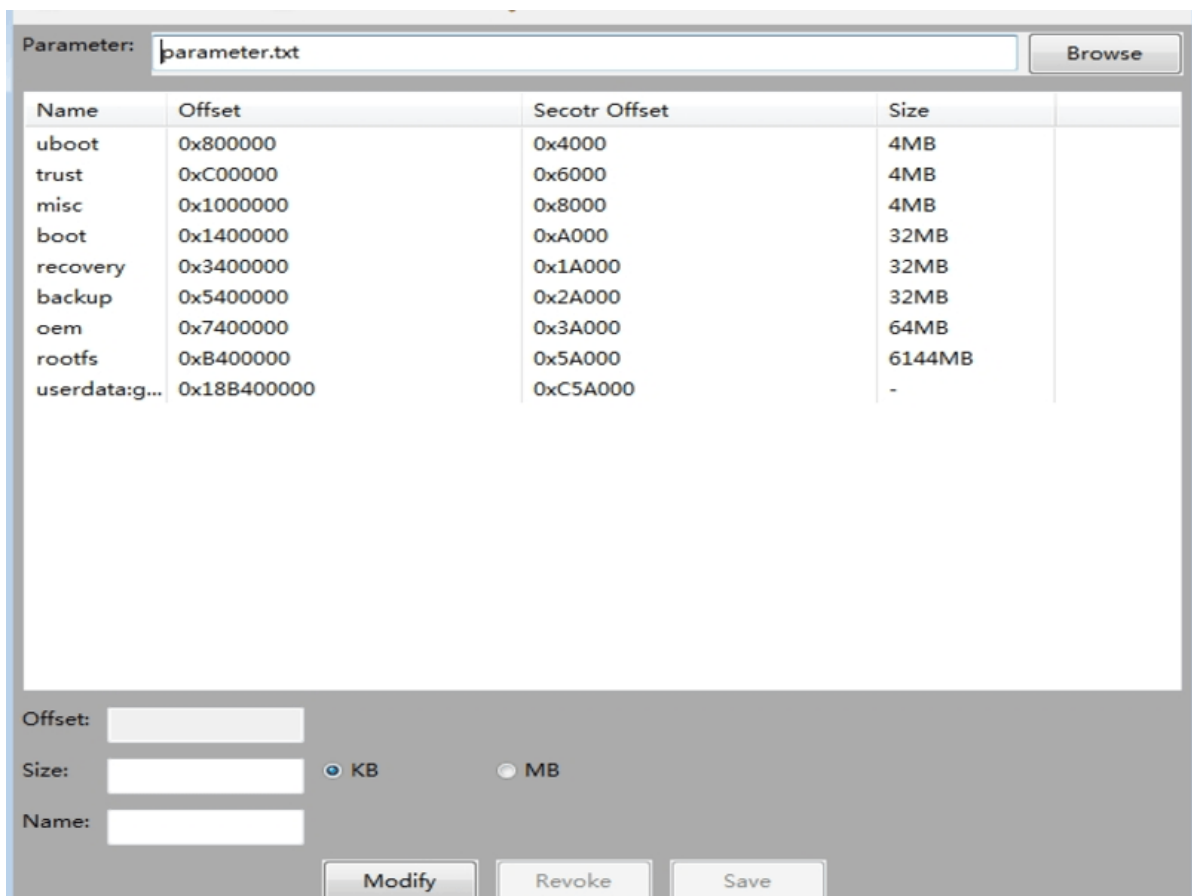 Parameter: parameter.txt Browse
Name Offset Secotr Offset Size
uboot 0x800000 0x4000 4MB
trust 0xC00000 0x6000 4MB
misc 0x1000000 0x8000 4MB
boot 0x1400000 0xA000 32MB
recovery 0x3400000 0x1A000 32MB
backup 0x5400000 0x2A000 32MB
oem 0x7400000 0x3A000 64MB
rootfs 0xB400000 0x5A000 6144MB
userdata:g... 0x18B400000 0xC5A000 -
Offset:
Size: KB MB
Name:
Modify Revoke Save